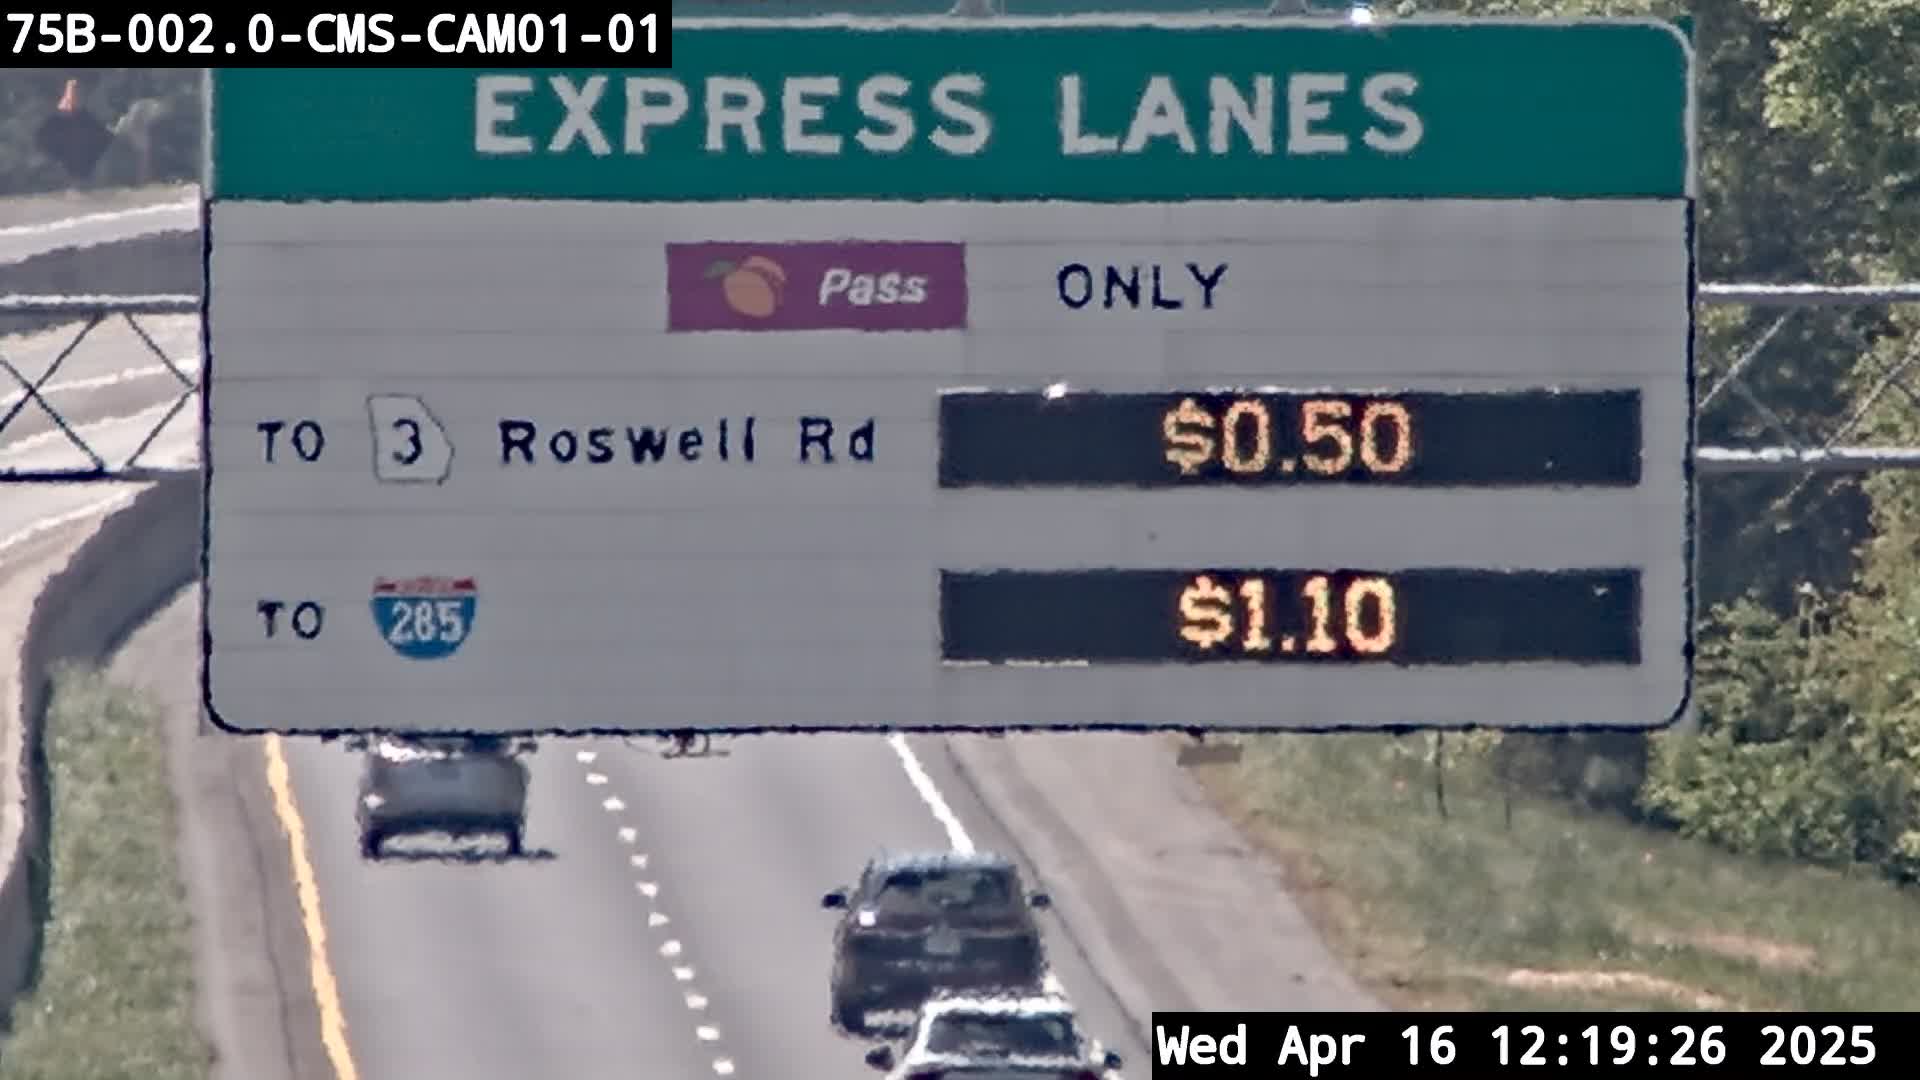 75B-002.0-CMS-CAM01-01
EXPRESS LANES
Pass ONLY
TO 3 Roswell Rd $0.50
TO 285 $1.10
Wed Apr 16 12:19:26 2025